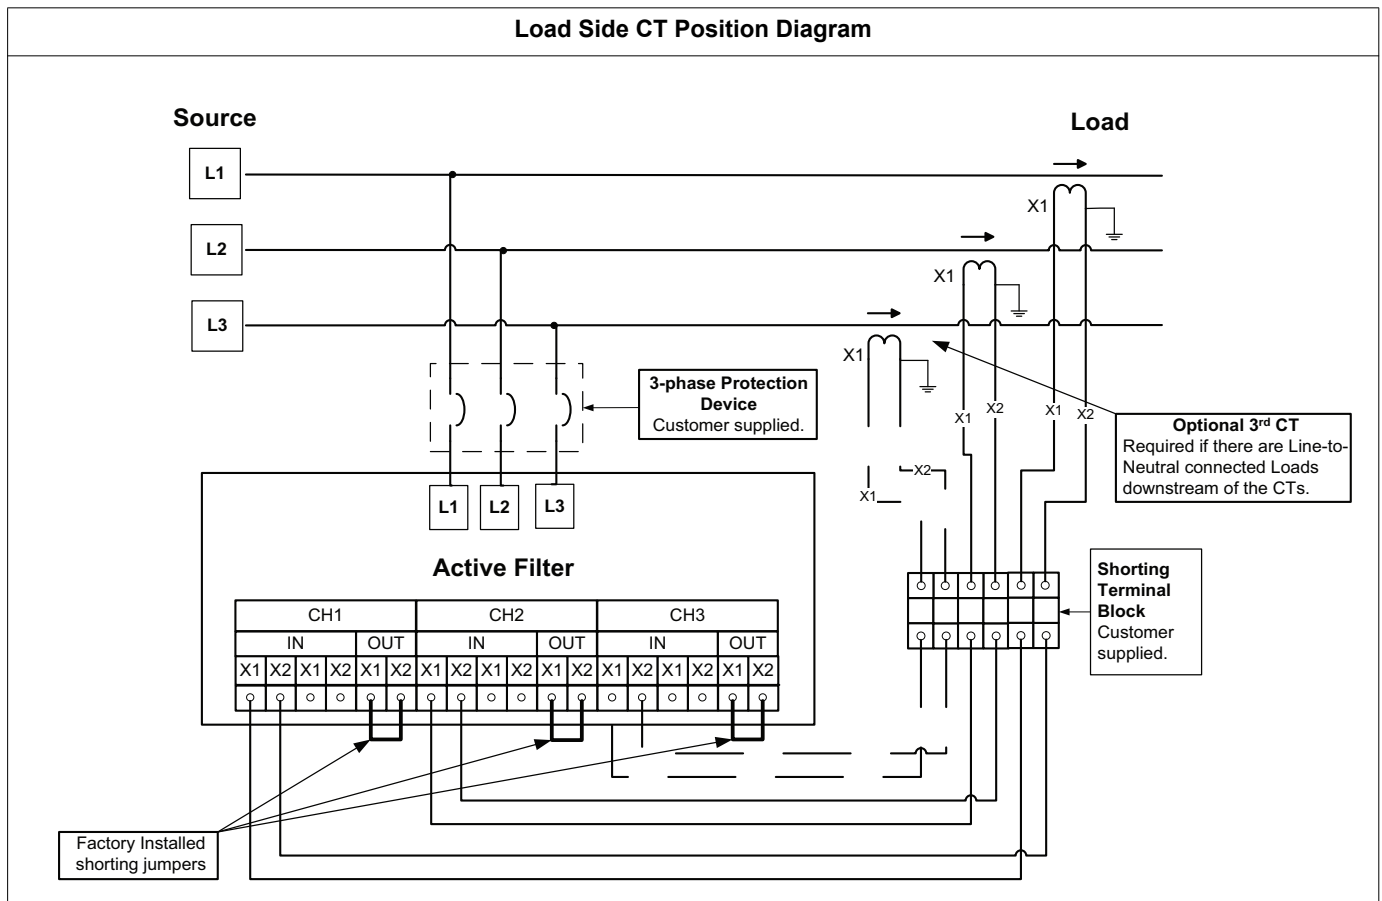 Load Side CT Position Diagram
Source
Load
L1
X1
L2
X1
L3
X1
3-phase Protection
Device
Customer supplied.
X1
X2
X1
X2
Optional 3rd CT
Required if there are Line-to-
Neutral connected Loads
downstream of the CTs.
X2
X1
L1 L2 L3
Active Filter
Shorting
Terminal
Block
Customer
supplied.
CH1 CH2 CH3
IN OUT IN OUT IN OUT
X1 X2 X1 X2 X1 X2 X1 X2 X1 X2 X1 X2 X1 X2 X1 X2 X1 X2
Factory Installed
shorting jumpers